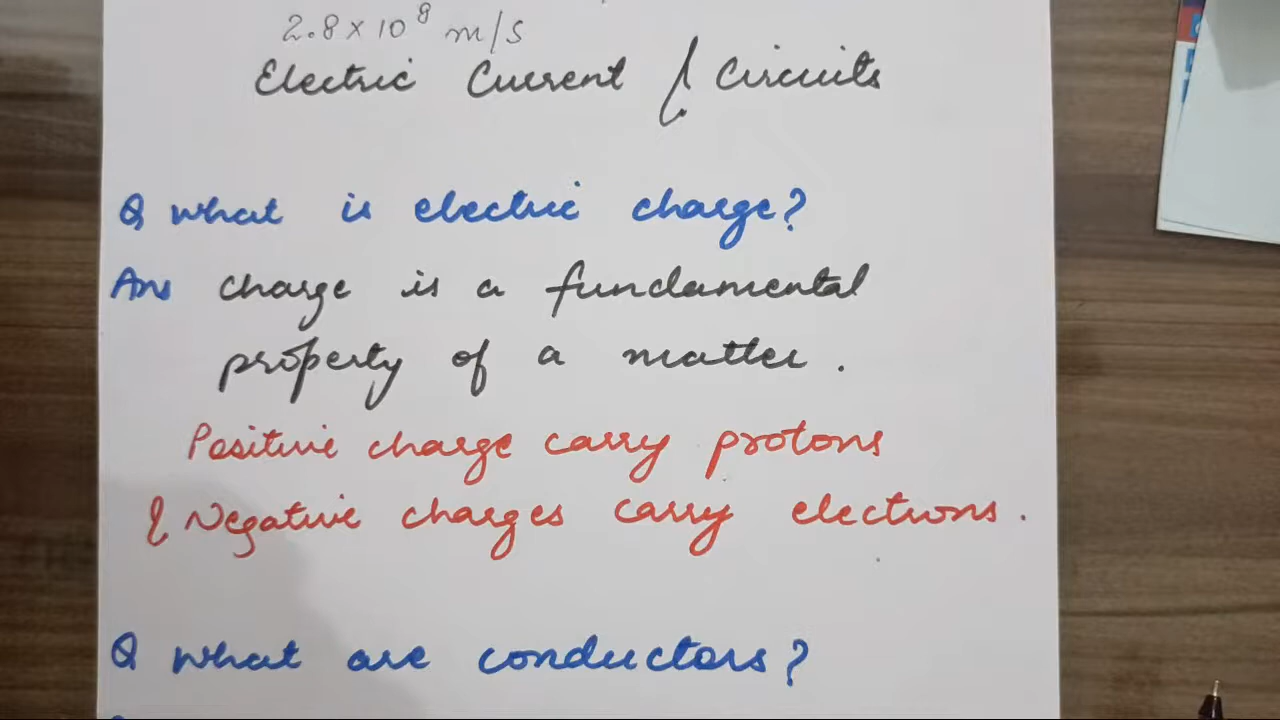 2.8 × 10⁸ m/s
Electric Current & Circuits
Q What is electric charge?
Ans Charge is a fundamental
property of a matter.
Positive charge carry protons
& Negative charges carry electrons.
Q What are conductors?